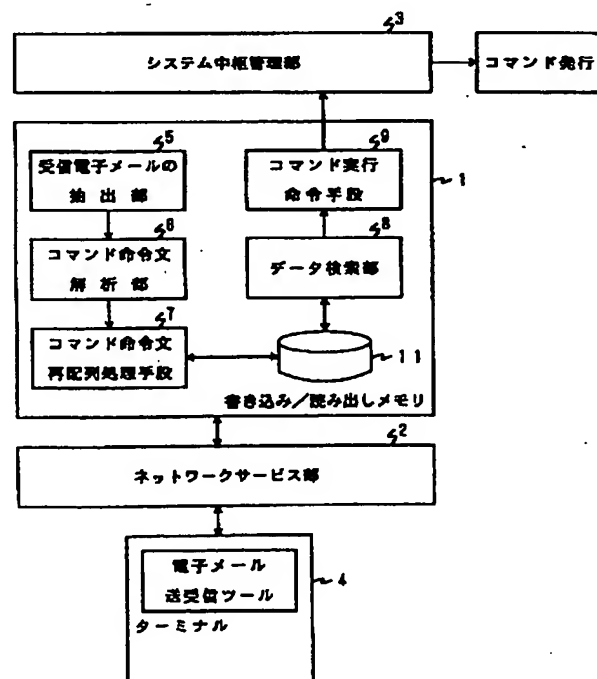 3
システム中枢管理部
コマンド発行
5
受信電子メールの
抽出部
9
コマンド実行
命令手段
1
6
コマンド命令文
解析部
8
データ検索部
7
コマンド命令文
再配列処理手段
11
書き込み/読み出しメモリ
2
ネットワークサービス部
電子メール
送受信ツール
4
ターミナル